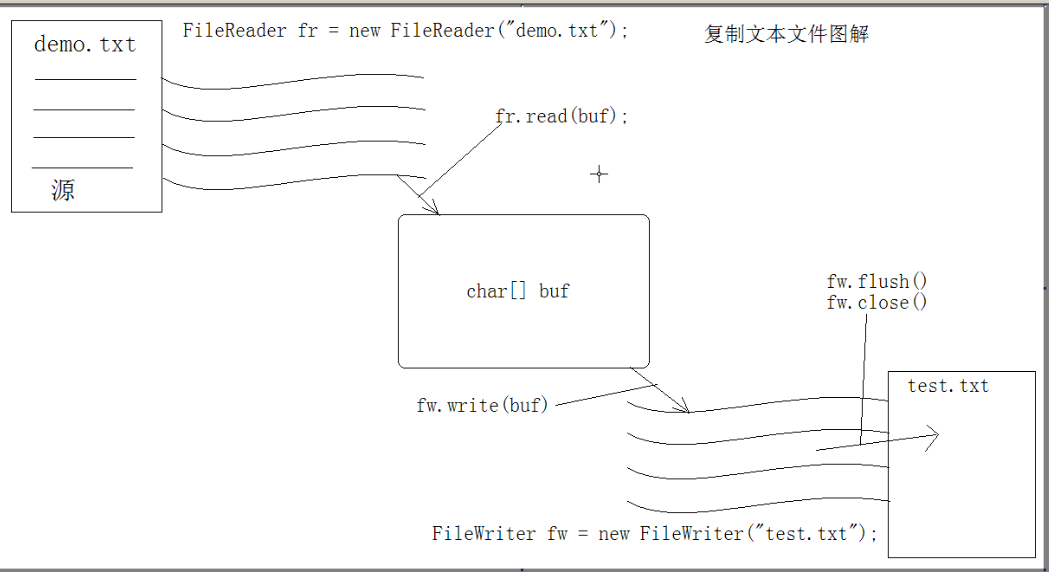 FileReader fr = new FileReader("demo.txt");
复制文本文件图解
demo.txt
源
fr.read(buf);
char[] buf
fw.flush()
fw.close()
fw.write(buf)
test.txt
FileWriter fw = new FileWriter("test.txt");